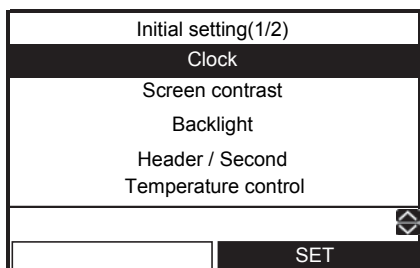 Initial setting(1/2)
Clock
Screen contrast
Backlight
Header / Second
Temperature control
SET